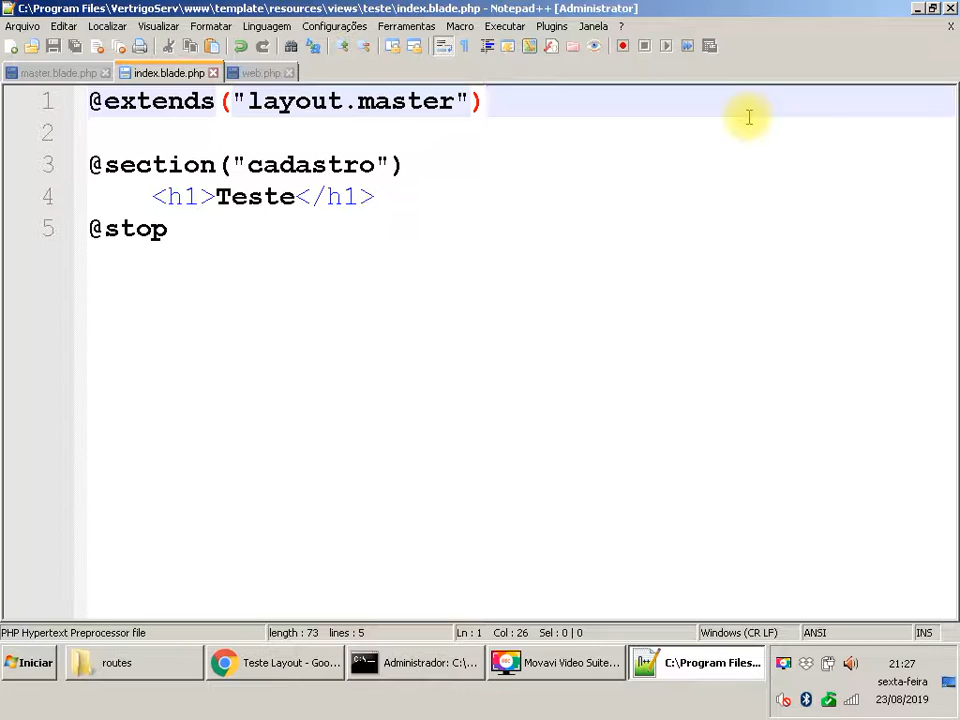 C:\Program Files\VertrigoServ\www\template\resources\views\teste\index.blade.php - Notepad++ [Administrator]
Arquivo Editar Localizar Visualizar Formatar Linguagem Configurações Ferramentas Macro Executar Plugins Janela ? X
master.blade.php index.blade.php web.php
1 @extends("layout.master")
2
3 @section("cadastro")
4 <h1>Teste</h1>
5 @stop
PHP Hypertext Preprocessor file length : 73 lines : 5 Ln : 1 Col : 26 Sel : 0 | 0 Windows (CR LF) ANSI INS
Iniciar routes Teste Layout - Goo... Administrador: C:\... Movavi Video Suite... C:\Program Files... 21:27
sexta-feira
23/08/2019